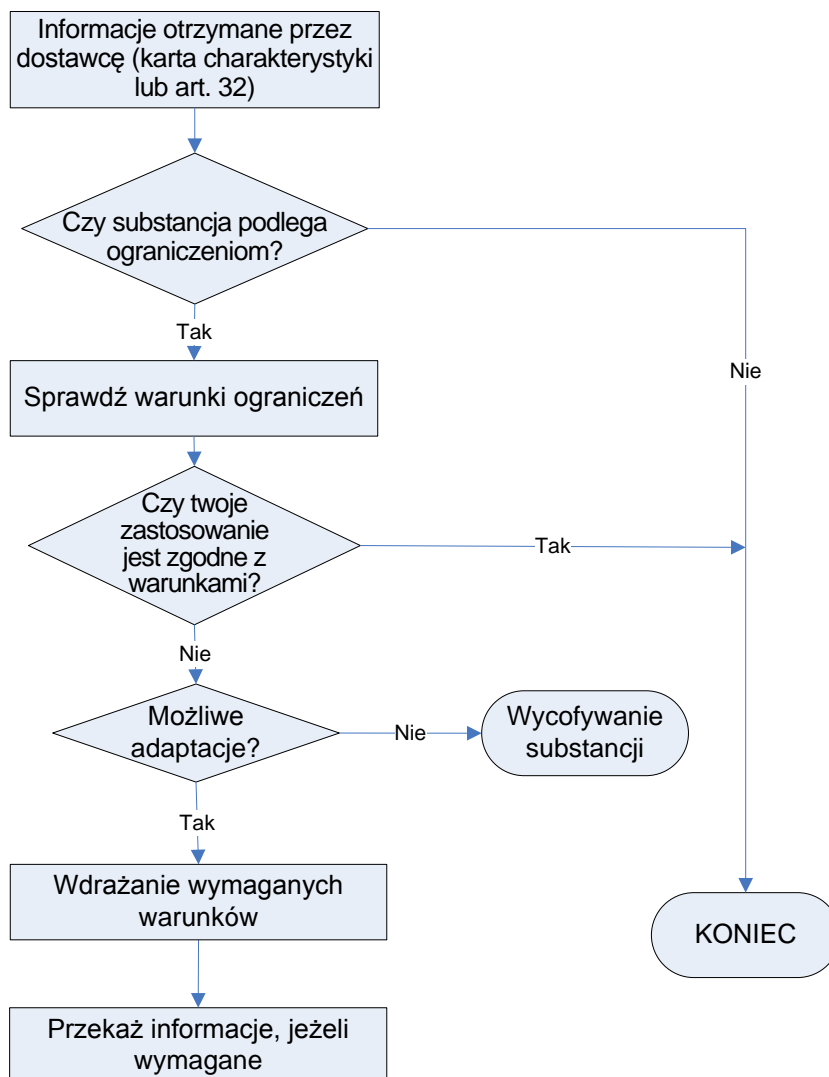 Informacje otrzymane przez
dostawcę (karta charakterystyki
lub art. 32)
Czy substancja podlega
ograniczeniom?
Tak
Nie
Sprawdź warunki ograniczeń
Czy twoje
zastosowanie
jest zgodne z
warunkami?
Tak
Nie
Możliwe
adaptacje?
Nie
Wycofywanie
substancji
Tak
Wdrażanie wymaganych
warunków
KONIEC
Przekaż informacje, jeżeli
wymagane